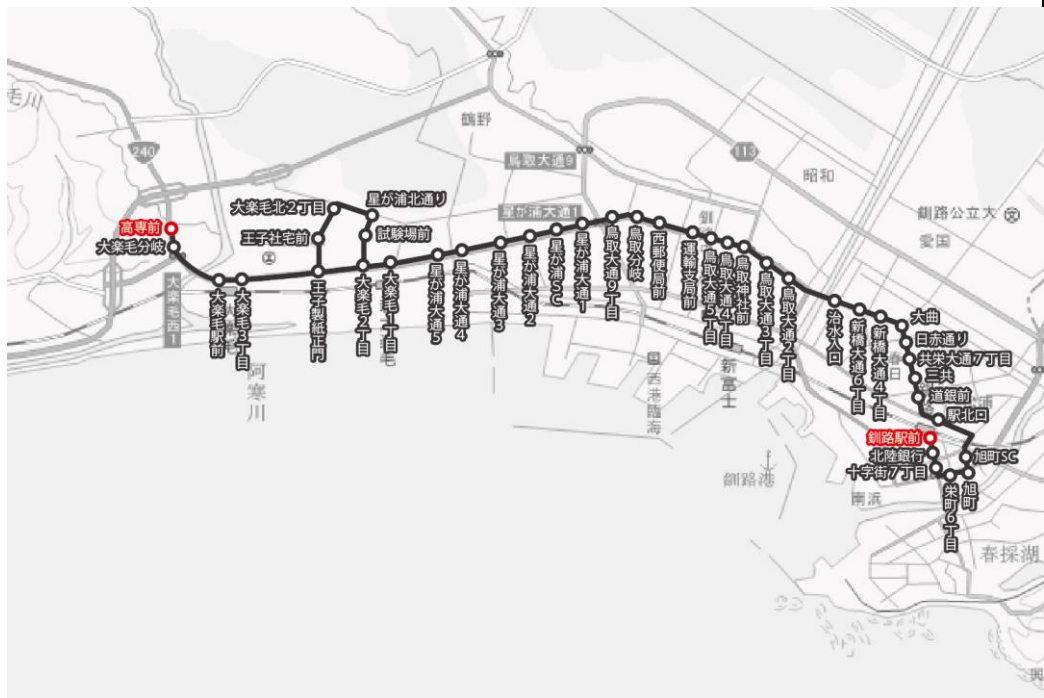 毛川
240
鶴野
鳥取大通9
113
昭和
釧路公立大
愛国
星が浦大通1
大楽毛西1
阿寒川
西港臨海
新富士
釧路港
南浜
春採湖
春日
興
高専前
大楽毛分岐
大楽毛駅前
大楽毛3丁目
王子製紙正門
王子社宅前
大楽毛北2丁目
星が浦北通り
試験場前
大楽毛2丁目
大楽毛1丁目
星が浦大通5
星が浦大通4
星が浦大通3
星が浦大通2
星が浦SC
星が浦大通1
鳥取大通9丁目
鳥取分岐
西郵便局前
運輸支局前
鳥取大通5丁目
鳥取大通4丁目
鳥取神社前
鳥取大通3丁目
鳥取大通2丁目
治水入口
新橋大通6丁目
新橋大通4丁目
大曲
日赤通り
共栄大通7丁目
三共
道銀前
駅北口
旭町SC
旭町
栄町6丁目
十字街7丁目
北陸銀行
釧路駅前